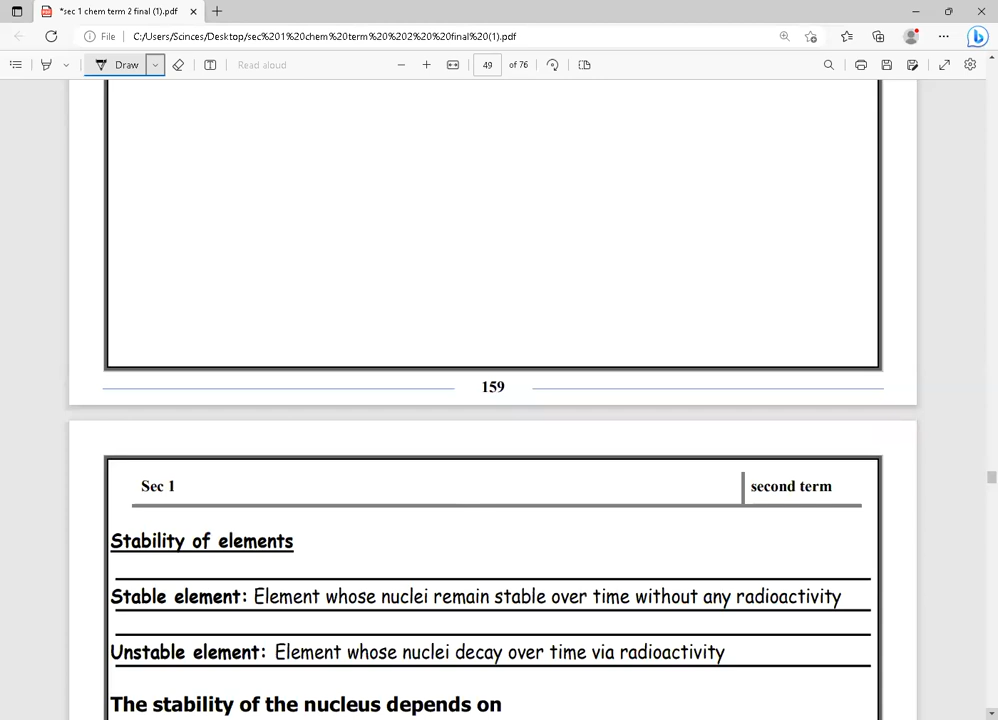 *sec 1 chem term 2 final (1).pdf
File
C:/Users/Scinces/Desktop/sec%201%20chem%20term%20%202%20%20final%20(1).pdf
Draw
Read aloud
49 of 76
159
Sec 1
second term
Stability of elements
Stable element: Element whose nuclei remain stable over time without any radioactivity
Unstable element: Element whose nuclei decay over time via radioactivity
The stability of the nucleus depends on